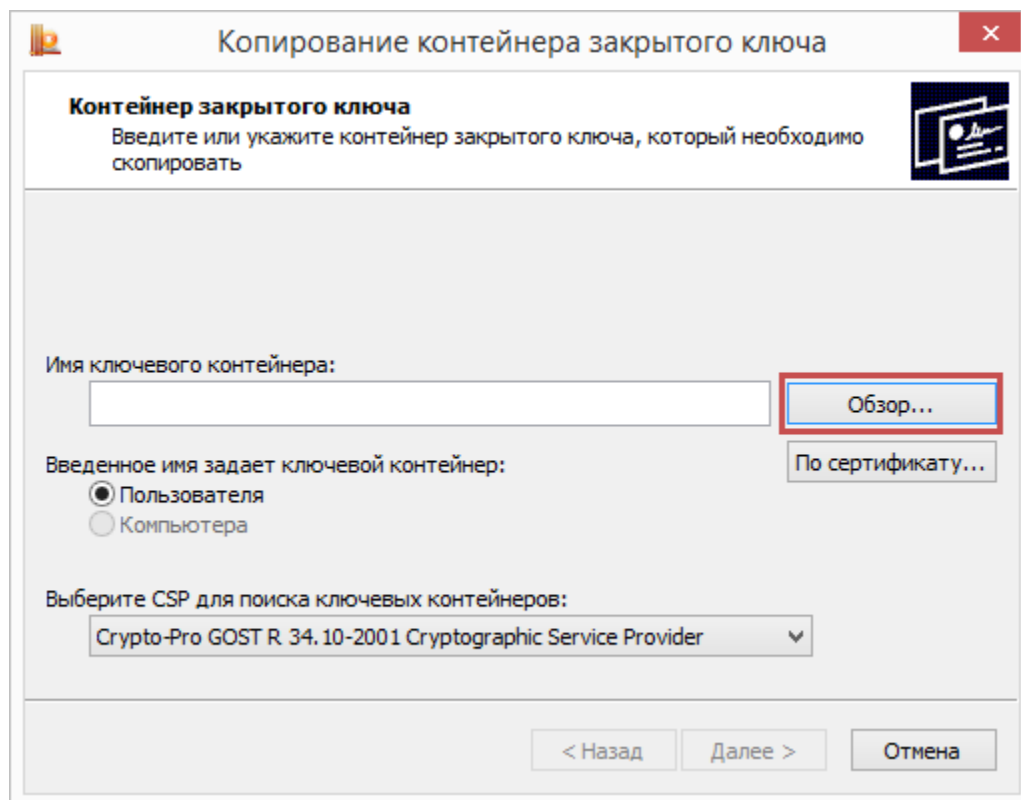 Копирование контейнера закрытого ключа
Контейнер закрытого ключа
Введите или укажите контейнер закрытого ключа, который необходимо
скопировать
Имя ключевого контейнера:
Обзор...
Введенное имя задает ключевой контейнер:
По сертификату...
Пользователя
Компьютера
Выберите CSP для поиска ключевых контейнеров:
Crypto-Pro GOST R 34.10-2001 Cryptographic Service Provider
< Назад
Далее >
Отмена